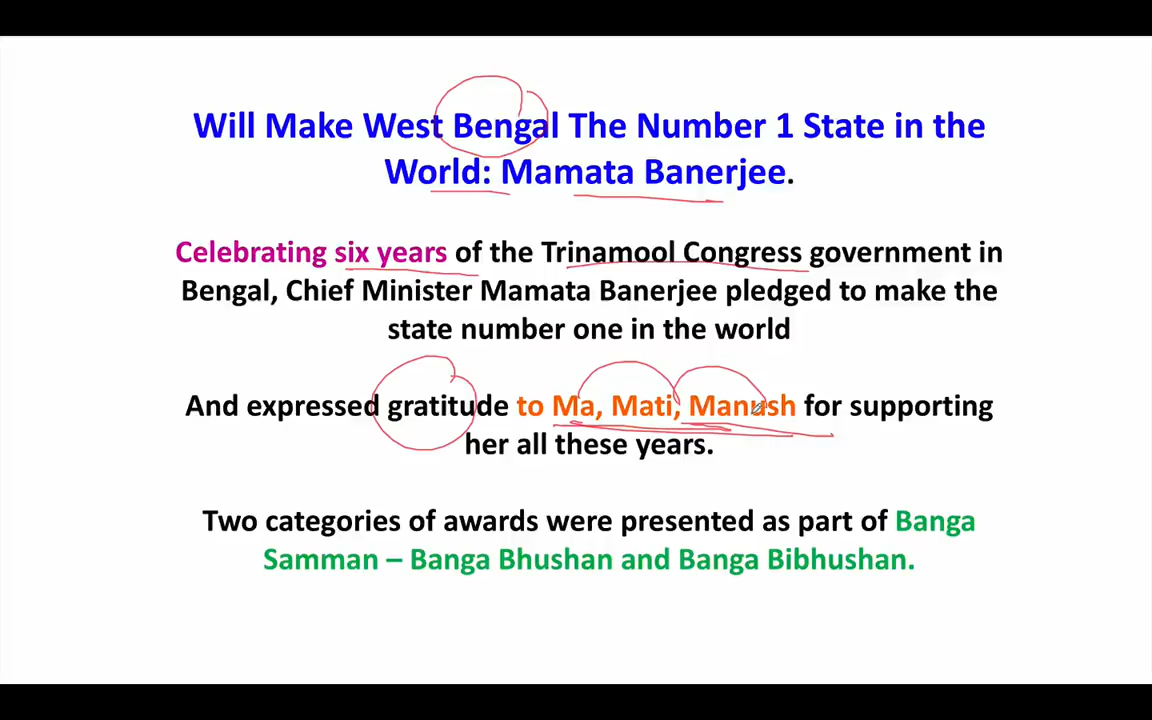 Will Make West Bengal The Number 1 State in the
World: Mamata Banerjee.
Celebrating six years of the Trinamool Congress government in
Bengal, Chief Minister Mamata Banerjee pledged to make the
state number one in the world
And expressed gratitude to Ma, Mati, Manush for supporting
her all these years.
Two categories of awards were presented as part of Banga
Samman – Banga Bhushan and Banga Bibhushan.